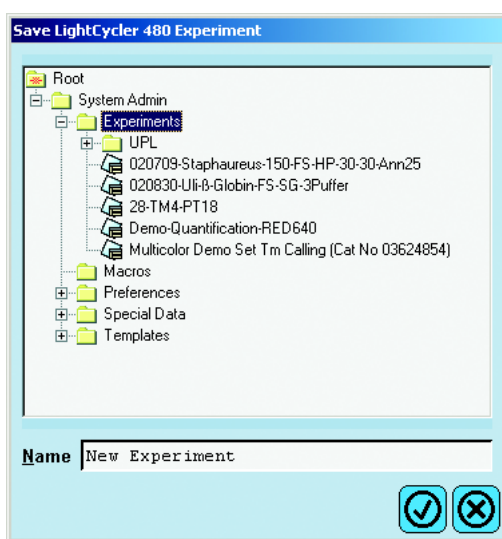 Save LightCycler 480 Experiment
Root
System Admin
Experiments
UPL
020709-Staphaureus-150-FS-HP-30-30-Ann25
020830-Uli-ß-Globin-FS-SG-3Puffer
28-TM4-PT18
Demo-Quantification-RED640
Multicolor Demo Set Tm Calling (Cat No 03624854)
Macros
Preferences
Special Data
Templates
Name New Experiment